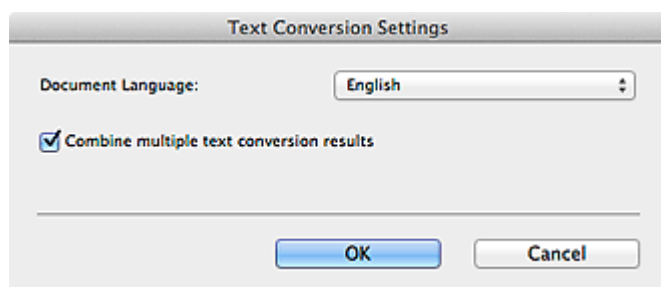 Text Conversion Settings
Document Language: English
Combine multiple text conversion results
OK Cancel